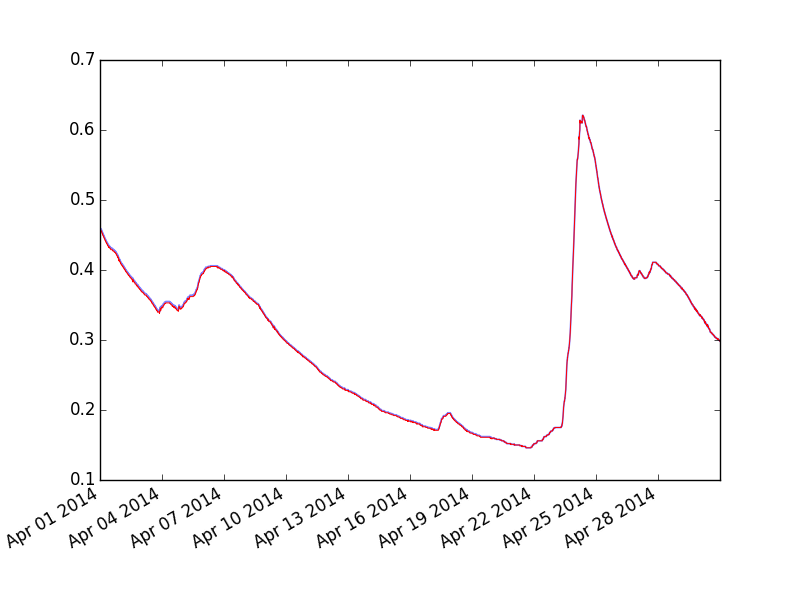 0.7
0.6
0.5
0.4
0.3
0.2
0.1
Apr 01 2014
Apr 04 2014
Apr 07 2014
Apr 10 2014
Apr 13 2014
Apr 16 2014
Apr 19 2014
Apr 22 2014
Apr 25 2014
Apr 28 2014